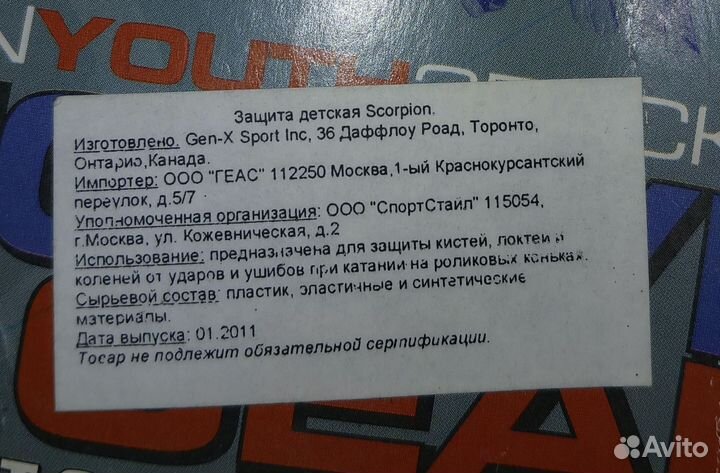 YOUTH
Защита детская Scorpion.
Изготовлено. Gen-X Sport Inc, 36 Даффлоу Роад, Торонто,
Онтарио,Канада.
Импортер: ООО "ГЕАС" 112250 Москва,1-ый Краснокурсантский
переулок, д.5/7
Уполномоченная организация: ООО "СпортСтайл" 115054,
г.Москва, ул. Кожевническая, д.2
Использование: предназначена для защиты кистей, локтей и
коленей от ударов и ушибов при катании на роликовых коньках.
Сырьевой состав: пластик, эластичные и синтетические
материалы.
Дата выпуска: 01.2011
Товар не подлежит обязательной сертификации.
Avito